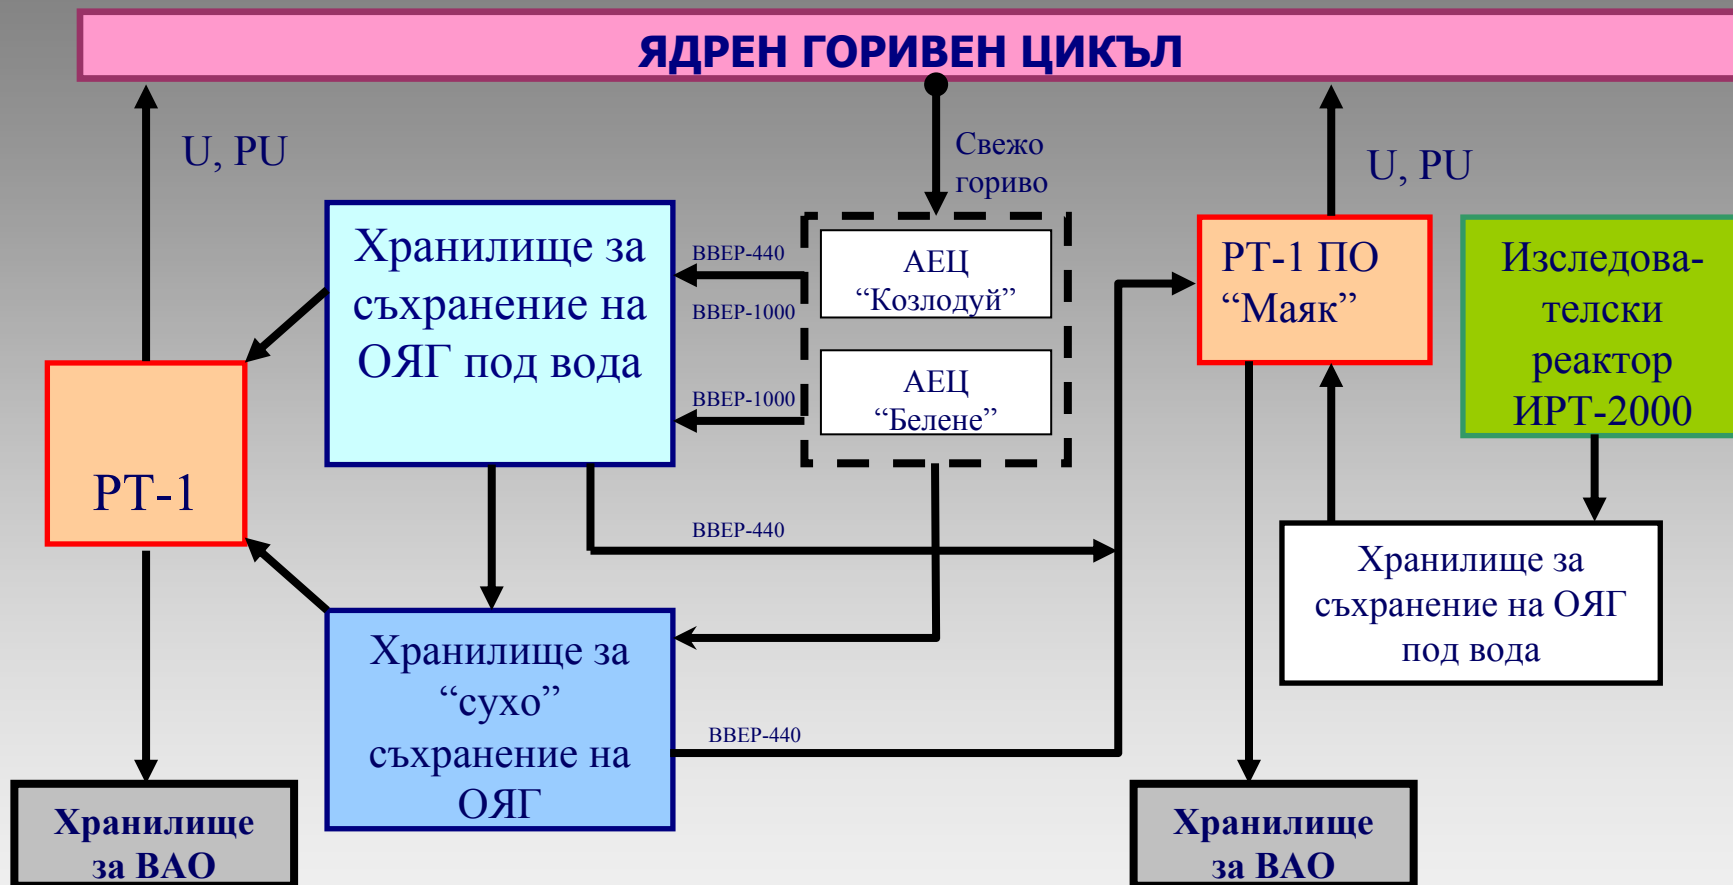 ЯДРЕН ГОРИВЕН ЦИКЪЛ
U, PU
Свежо
гориво
U, PU
Хранилище за
съхранение на
ОЯГ под вода
ВВЕР-440
ВВЕР-1000
ВВЕР-1000
АЕЦ
“Козлодуй”
АЕЦ
“Белене”
РТ-1 ПО
“Маяк”
Изследова-
телски
реактор
ИРТ-2000
РТ-1
ВВЕР-440
Хранилище за
съхранение на ОЯГ
под вода
Хранилище за
“сухо”
съхранение на
ОЯГ
ВВЕР-440
Хранилище
за ВАО
Хранилище
за ВАО